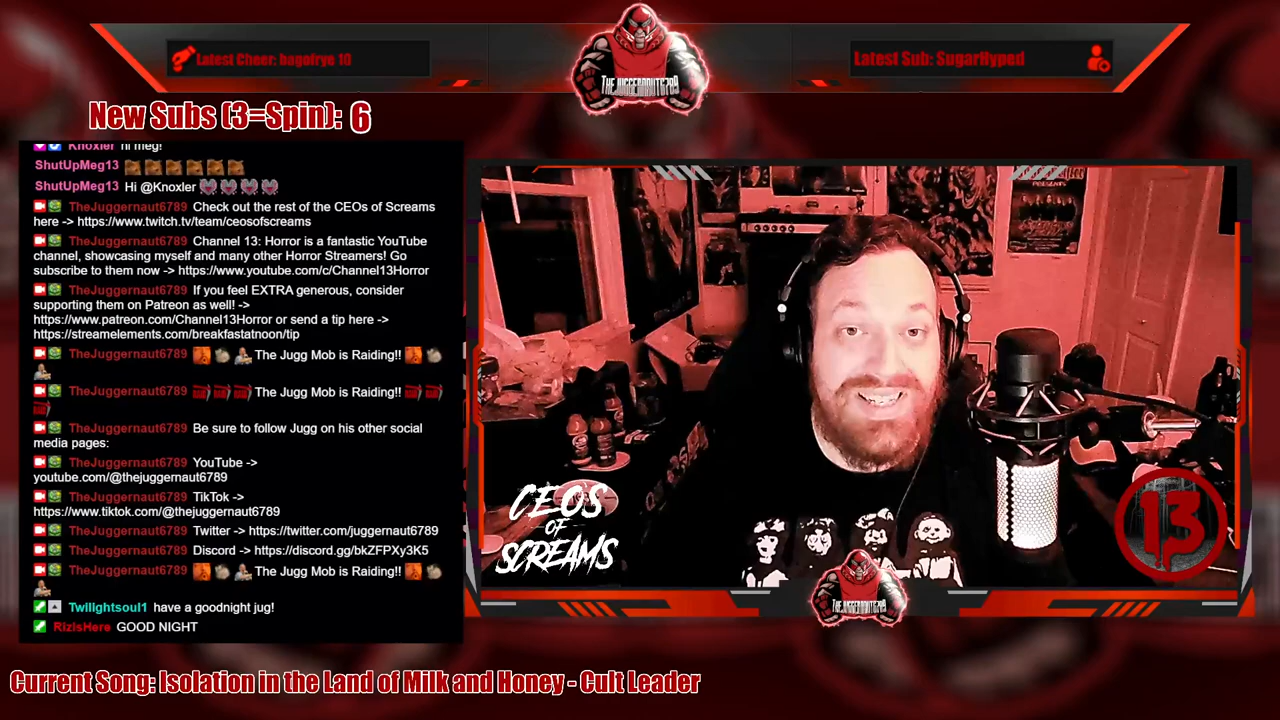 Latest Cheer: bagofrye 10
THEJUGGERNAUT6789
Latest Sub: SugarHyped
New Subs (3=Spin): 6
Knoxler hi meg!
ShutUpMeg13
ShutUpMeg13 Hi @Knoxler
TheJuggernaut6789 Check out the rest of the CEOs of Screams
here -> https://www.twitch.tv/team/ceosofscreams
TheJuggernaut6789 Channel 13: Horror is a fantastic YouTube
channel, showcasing myself and many other Horror Streamers! Go
subscribe to them now -> https://www.youtube.com/c/Channel13Horror
TheJuggernaut6789 If you feel EXTRA generous, consider
supporting them on Patreon as well! ->
https://www.patreon.com/Channel13Horror or send a tip here ->
https://streamelements.com/breakfastatnoon/tip
TheJuggernaut6789 The Jugg Mob is Raiding!!
TheJuggernaut6789 The Jugg Mob is Raiding!!
TheJuggernaut6789 Be sure to follow Jugg on his other social
media pages:
TheJuggernaut6789 YouTube ->
youtube.com/@thejuggernaut6789
TheJuggernaut6789 TikTok ->
https://www.tiktok.com/@thejuggernaut6789
TheJuggernaut6789 Twitter -> https://twitter.com/juggernaut6789
TheJuggernaut6789 Discord -> https://discord.gg/bkZFPXy3K5
TheJuggernaut6789 The Jugg Mob is Raiding!!
Twilightsoul1 have a goodnight jug!
RizIsHere GOOD NIGHT
CEOS
OF
SCREAMS
13
THEJUGGERNAUT6789
Current Song: Isolation in the Land of Milk and Honey - Cult Leader